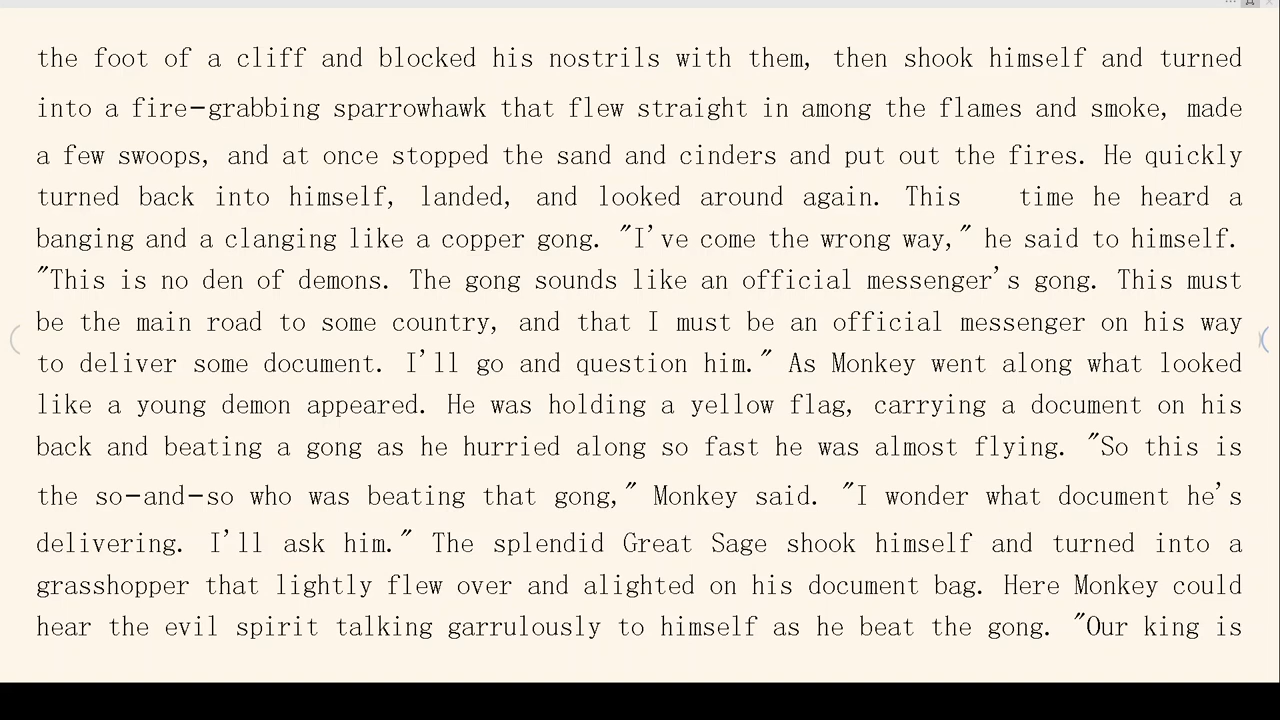 the foot of a cliff and blocked his nostrils with them, then shook himself and turned
into a fire-grabbing sparrowhawk that flew straight in among the flames and smoke, made
a few swoops, and at once stopped the sand and cinders and put out the fires. He quickly
turned back into himself, landed, and looked around again. This time he heard a
banging and a clanging like a copper gong. "I've come the wrong way," he said to himself.
"This is no den of demons. The gong sounds like an official messenger's gong. This must
be the main road to some country, and that I must be an official messenger on his way
to deliver some document. I'll go and question him." As Monkey went along what looked
like a young demon appeared. He was holding a yellow flag, carrying a document on his
back and beating a gong as he hurried along so fast he was almost flying. "So this is
the so-and-so who was beating that gong," Monkey said. "I wonder what document he's
delivering. I'll ask him." The splendid Great Sage shook himself and turned into a
grasshopper that lightly flew over and alighted on his document bag. Here Monkey could
hear the evil spirit talking garrulously to himself as he beat the gong. "Our king is